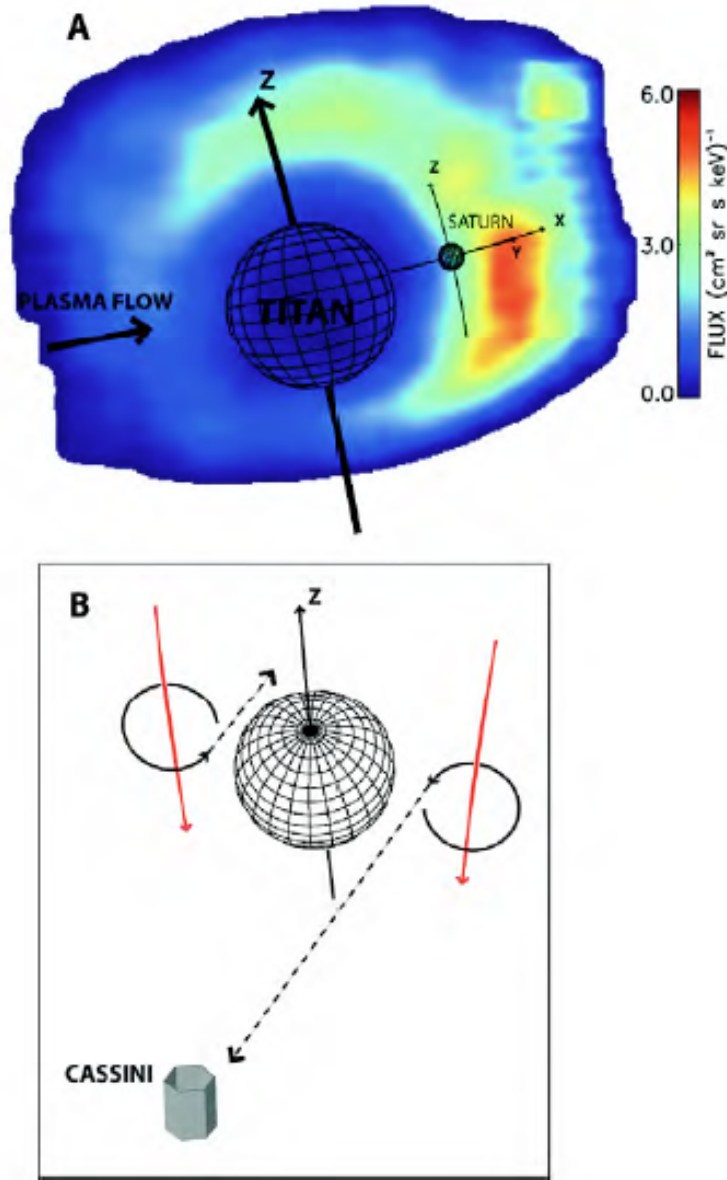 A
Z
Z
SATURN
X
Y
PLASMA FLOW
TITAN
6.0
3.0
0.0
FLUX (cm² sr s keV)⁻¹
B
Z
CASSINI